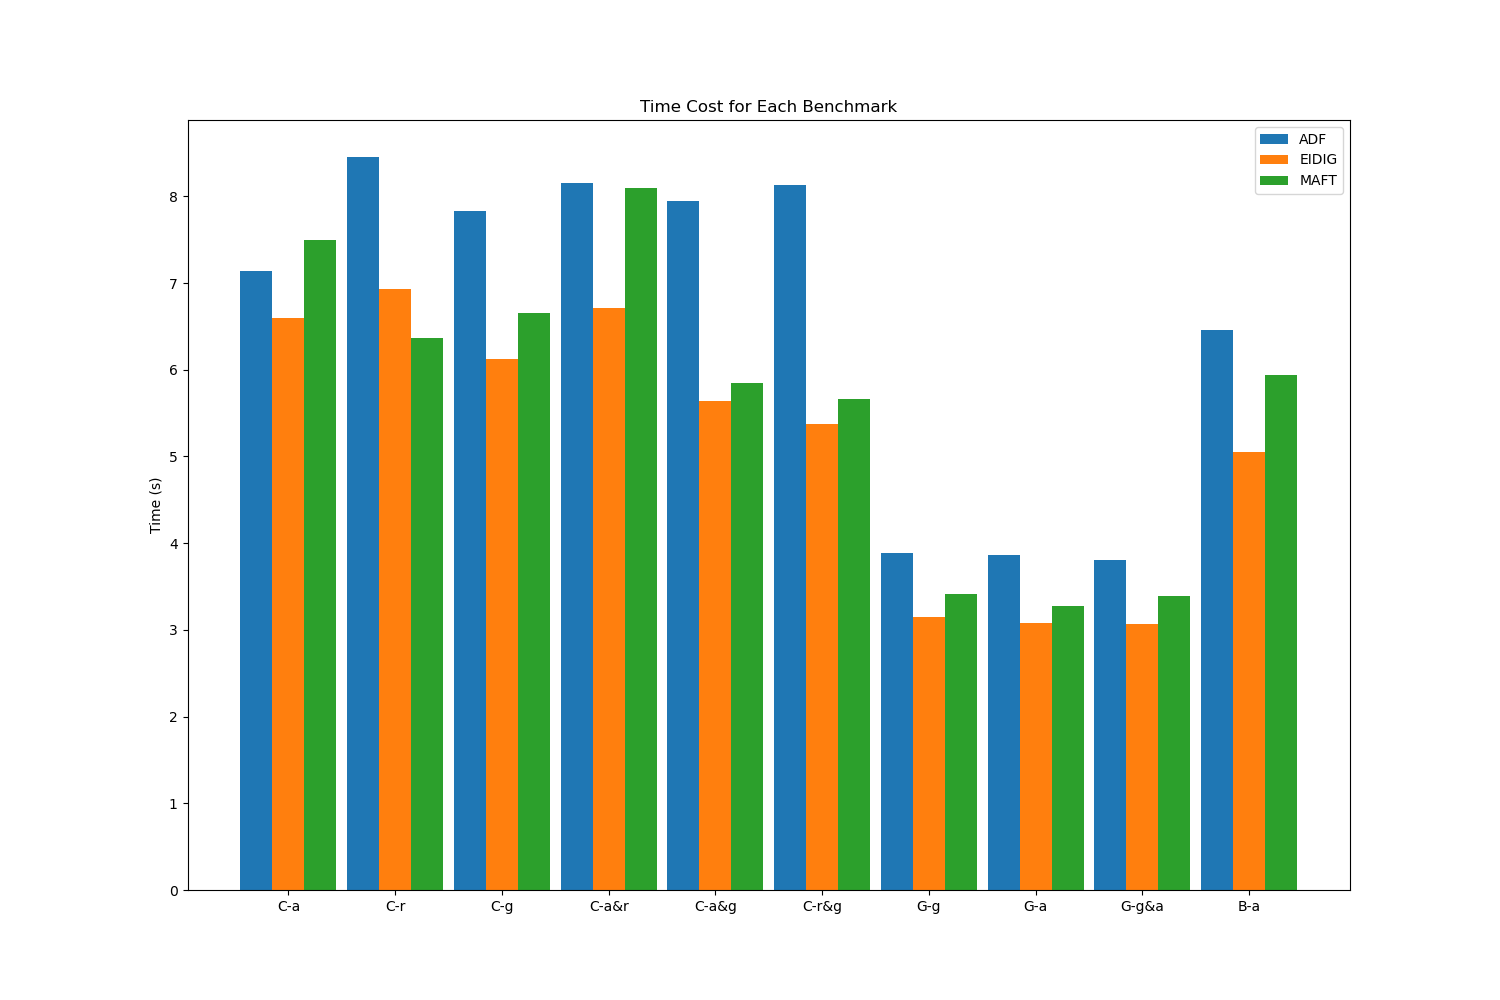 Time Cost for Each Benchmark
ADF
EIDIG
MAFT
Time (s)
8
7
6
5
4
3
2
1
0
C-a
C-r
C-g
C-a&r
C-a&g
C-r&g
G-g
G-a
G-g&a
B-a